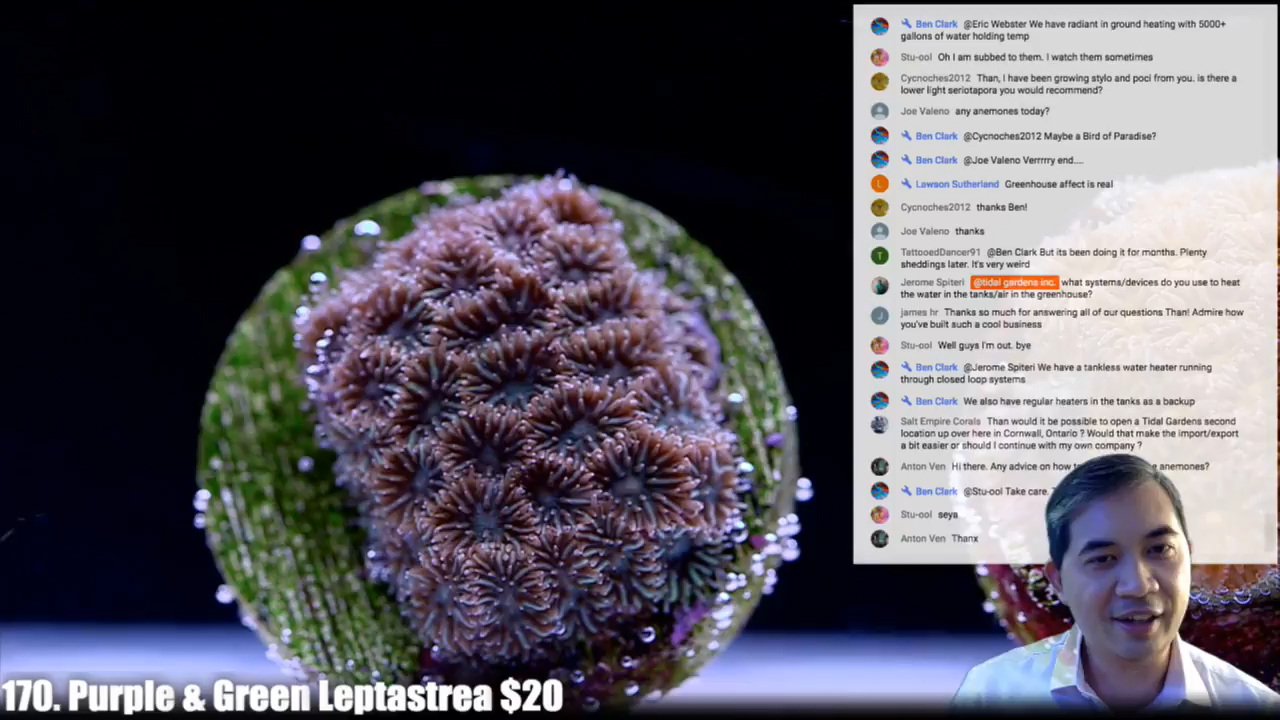 Ben Clark @Eric Webster We have radiant in ground heating with 5000+
gallons of water holding temp
Stu-ool Oh I am subbed to them. I watch them sometimes
Cycnoches2012 Than, I have been growing stylo and poci from you. is there a
lower light seriotapora you would recommend?
Joe Valeno any anemones today?
Ben Clark @Cycnoches2012 Maybe a Bird of Paradise?
Ben Clark @Joe Valeno Verrrrry end....
L Lawson Sutherland Greenhouse affect is real
Cycnoches2012 thanks Ben!
Joe Valeno thanks
T TattooedDancer91 @Ben Clark But its been doing it for months. Plenty
sheddings later. It's very weird
Jerome Spiteri @tidal gardens inc. what systems/devices do you use to heat
the water in the tanks/air in the greenhouse?
J james hr Thanks so much for answering all of our questions Than! Admire how
you've built such a cool business
Stu-ool Well guys I'm out. bye
Ben Clark @Jerome Spiteri We have a tankless water heater running
through closed loop systems
Ben Clark We also have regular heaters in the tanks as a backup
Salt Empire Corals Than would it be possible to open a Tidal Gardens second
location up over here in Cornwall, Ontario ? Would that make the import/export
a bit easier or should I continue with my own company ?
Anton Ven Hi there. Any advice on how anemones?
Ben Clark @Stu-ool Take care.
Stu-ool seya
Anton Ven Thanx
170. Purple & Green Leptastrea $20